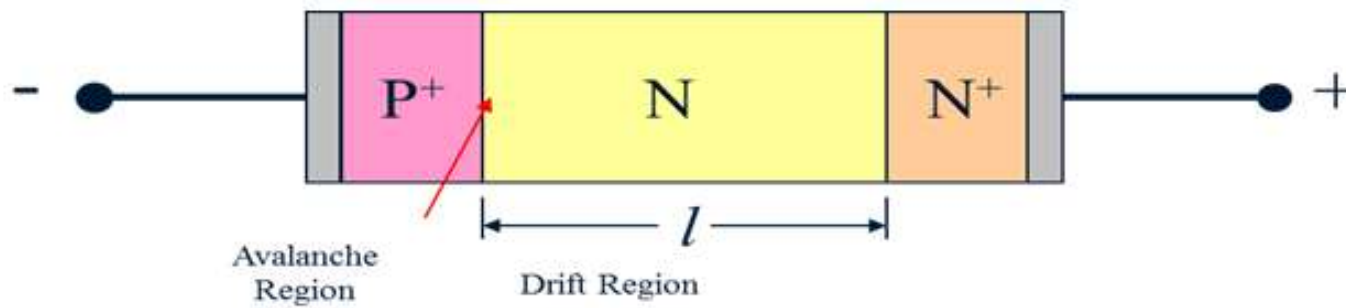 - P⁺ N N⁺ +
l
Avalanche
Region
Drift Region